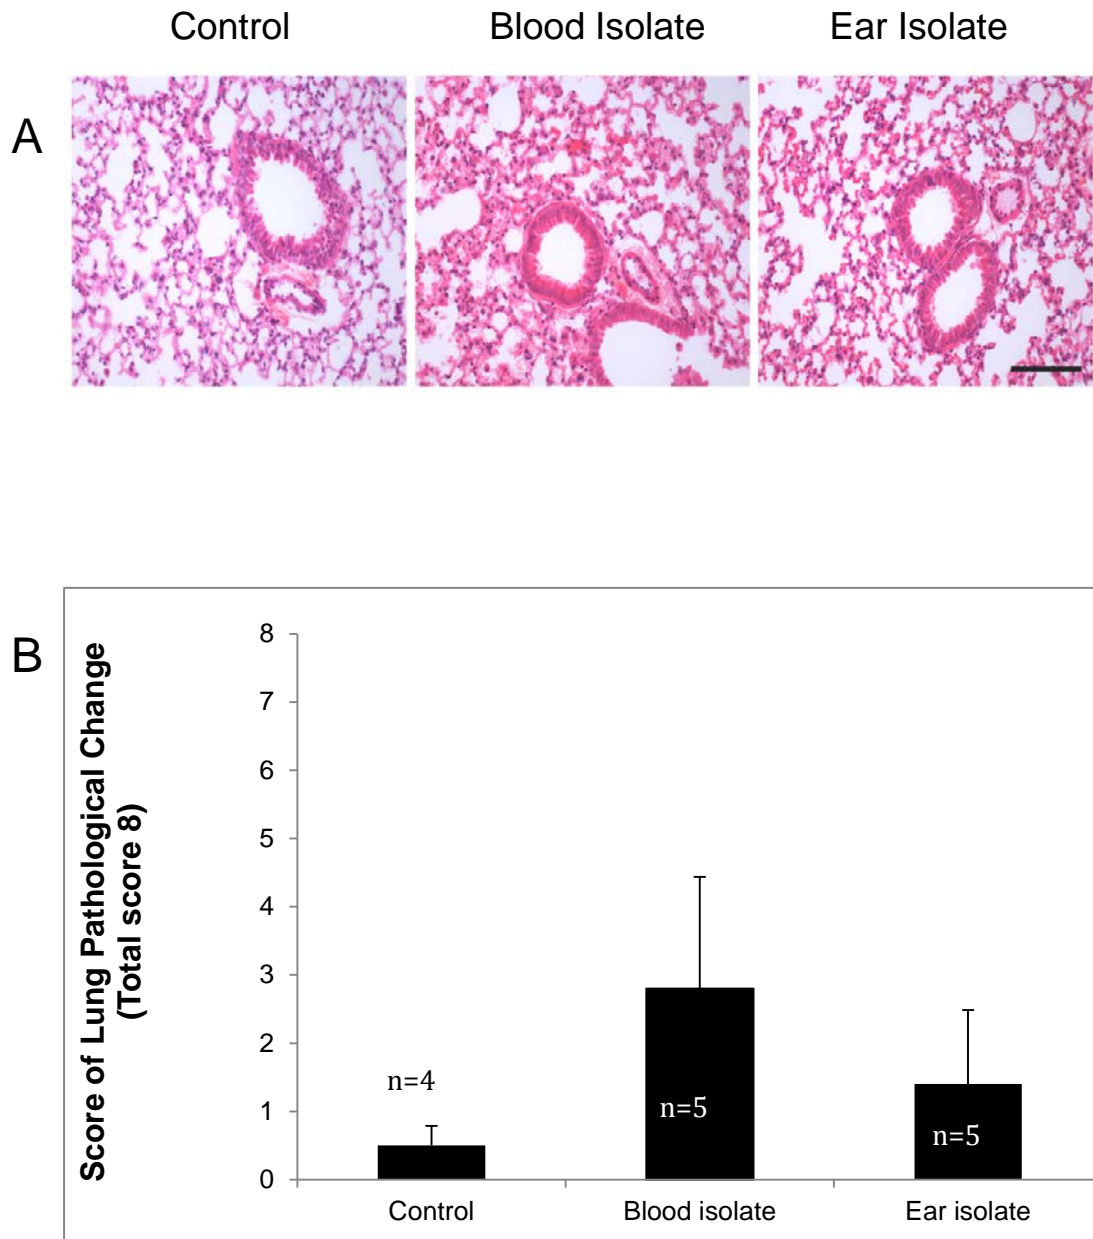 Control Blood Isolate Ear Isolate
A
B
Score of Lung Pathological Change
(Total score 8)
8
7
6
5
4
3
2
1
0
n=4
n=5
n=5
Control Blood isolate Ear isolate